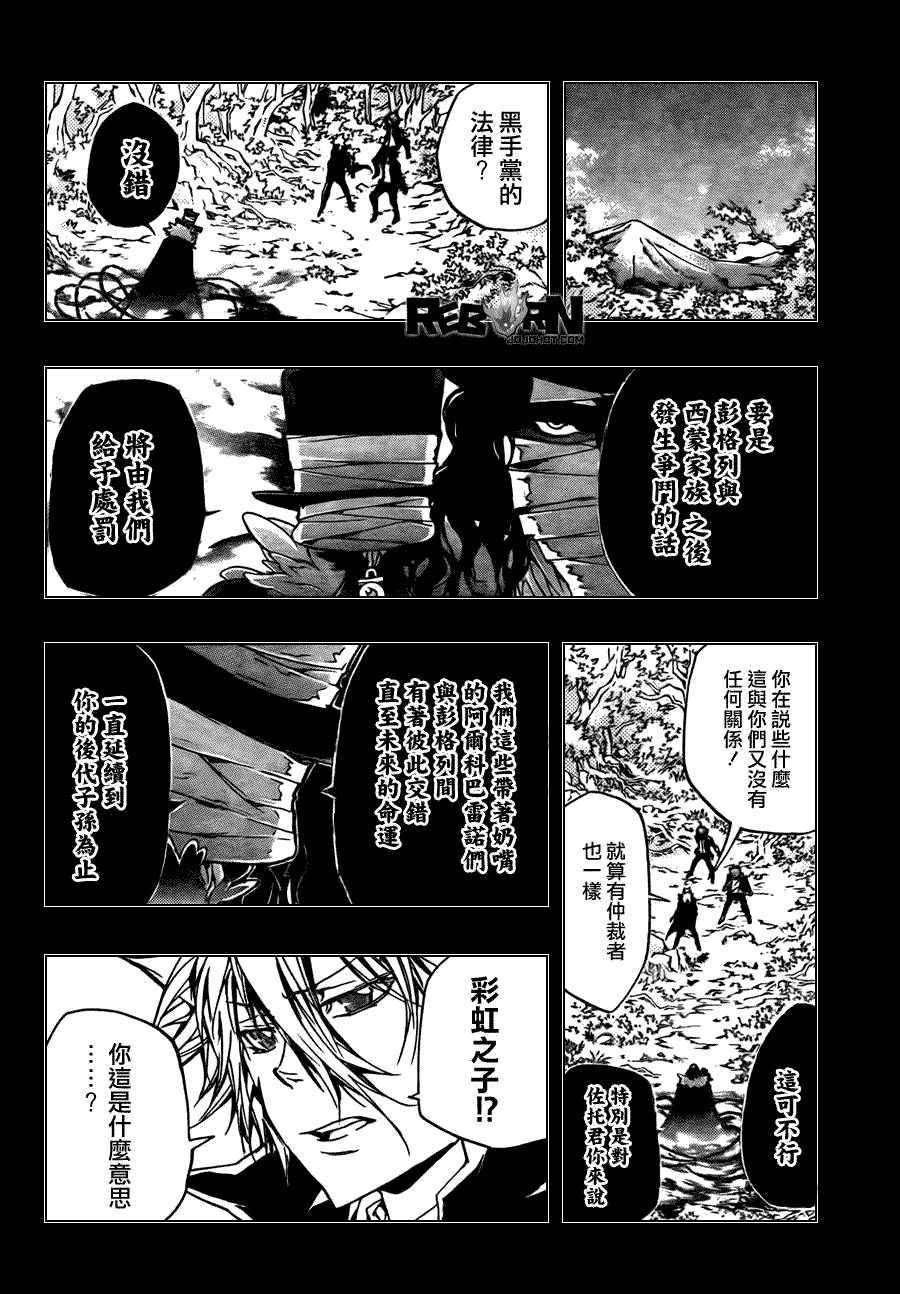 黑手黨的
法律？
沒錯
REBORN
JOJOHOT.COM
要是
彭格列與
西蒙家族之後
發生爭鬥的話
將由我們
給予處罰
你在說些什麼
這與你們又沒有
任何關係！
就算有仲裁者
也一樣
這可不行
特別是對
佐托君你來說
我們這些帶著奶嘴
的阿爾科巴雷諾們
與彭格列間
有著彼此交錯
直至未來的命運
一直延續到
你的後代子孫為止
彩虹之子!?
你這是什麼意思
……？